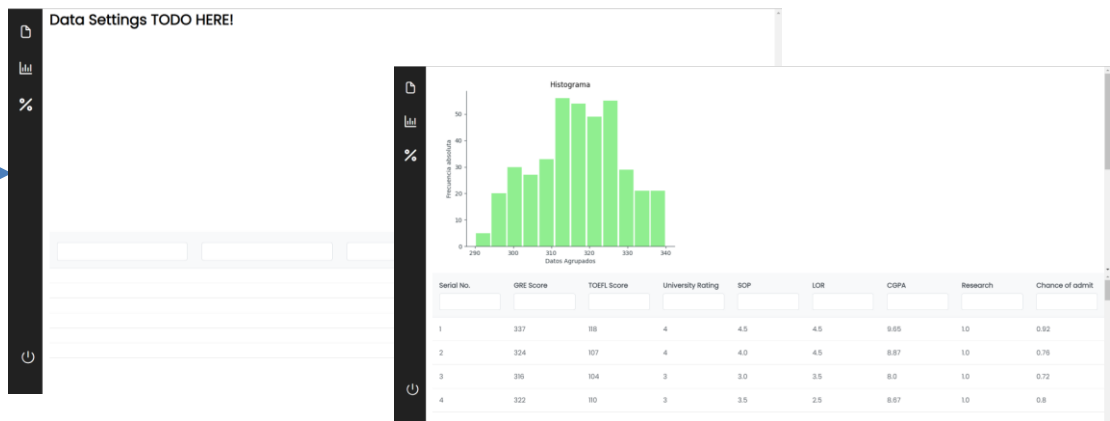 Data Settings TODO HERE!
Histograma
Frecuencia absoluta
50
40
30
20
10
0
290 300 310 320 330 340
Datos Agrupados
Serial No. GRE Score TOEFL Score University Rating SOP LOR CGPA Research Chance of admit
1 337 118 4 4.5 4.5 9.65 1.0 0.92
2 324 107 4 4.0 4.5 8.87 1.0 0.76
3 316 104 3 3.0 3.5 8.0 1.0 0.72
4 322 110 3 3.5 2.5 8.67 1.0 0.8